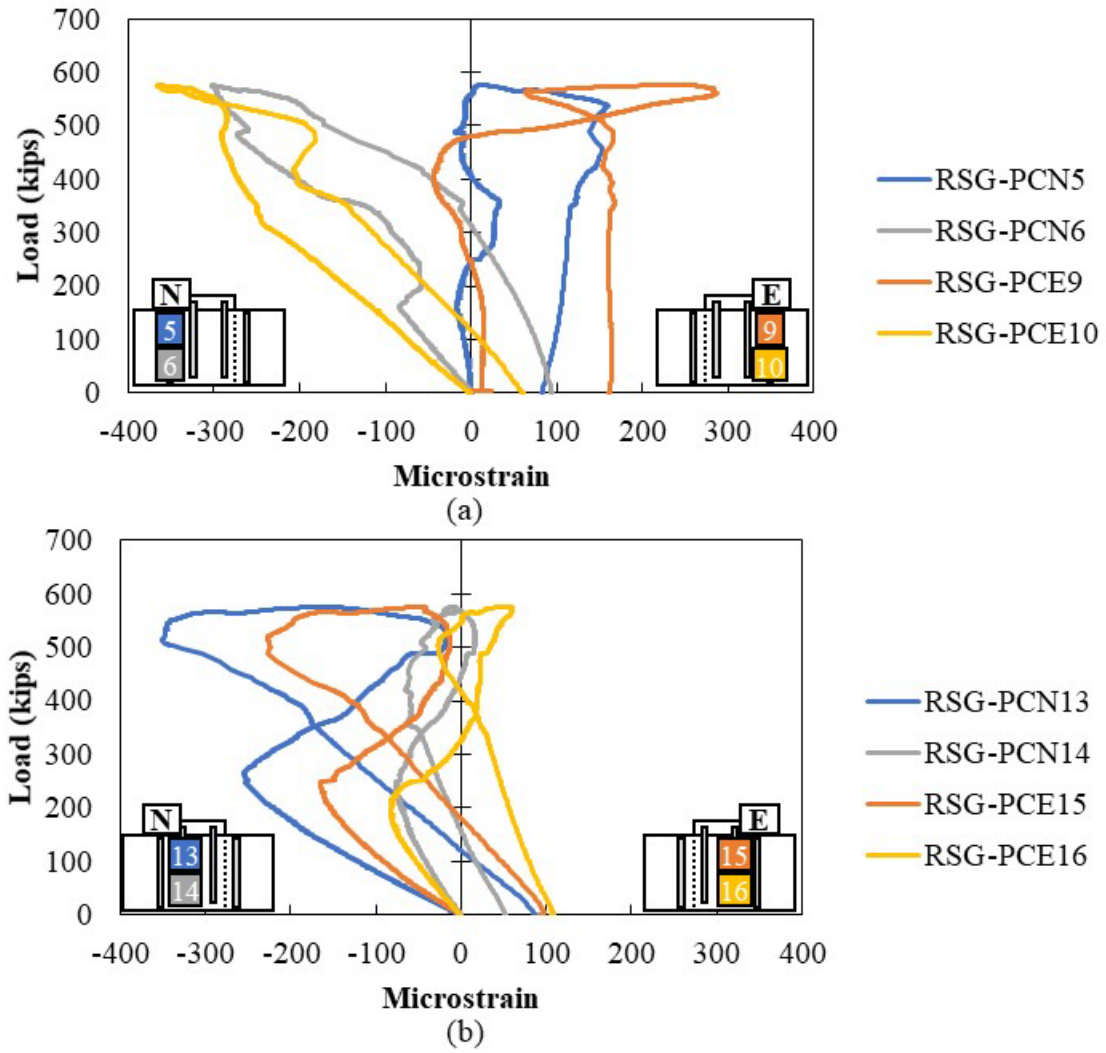 700
600
500
400
300
200
100
0
Load (kips)
N
5
6
E
9
10
-400 -300 -200 -100 0 100 200 300 400
Microstrain
(a)
RSG-PCN5
RSG-PCN6
RSG-PCE9
RSG-PCE10
700
600
500
400
300
200
100
0
Load (kips)
N
13
14
E
15
16
-400 -300 -200 -100 0 100 200 300 400
Microstrain
(b)
RSG-PCN13
RSG-PCN14
RSG-PCE15
RSG-PCE16